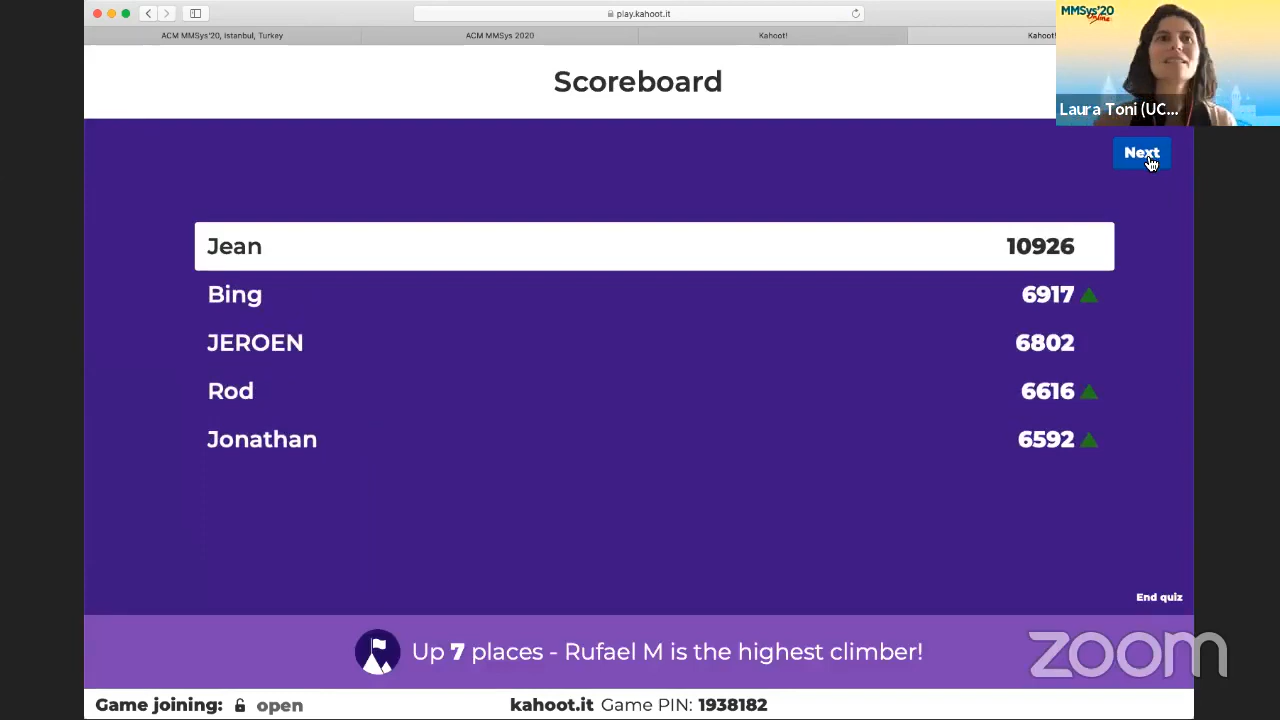 play.kahoot.it
ACM MMSys'20, Istanbul, Turkey
ACM MMSys 2020
Kahoot!
Kahoot!
MMSys'20
Online
Laura Toni (UC...
Scoreboard
Next
Jean 10926
Bing 6917
JEROEN 6802
Rod 6616
Jonathan 6592
End quiz
Up 7 places - Rufael M is the highest climber!
zoom
Game joining: open
kahoot.it Game PIN: 1938182